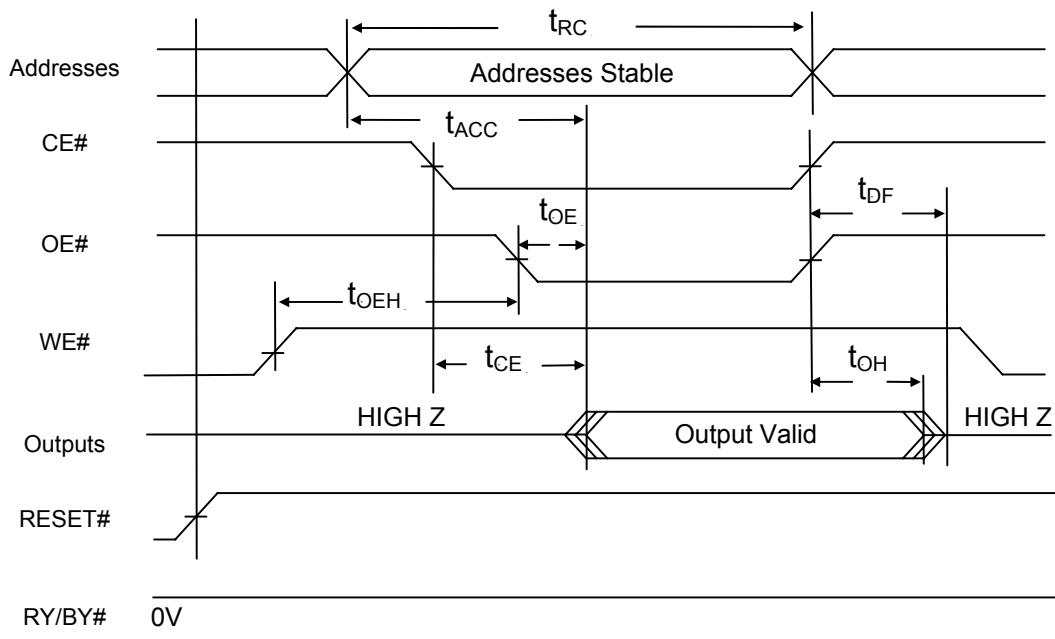 tRC
Addresses
Addresses Stable
tACC
CE#
tDF
tOE
OE#
tOEH
WE#
tCE
tOH
HIGH Z
HIGH Z
Outputs
Output Valid
RESET#
RY/BY#
0V